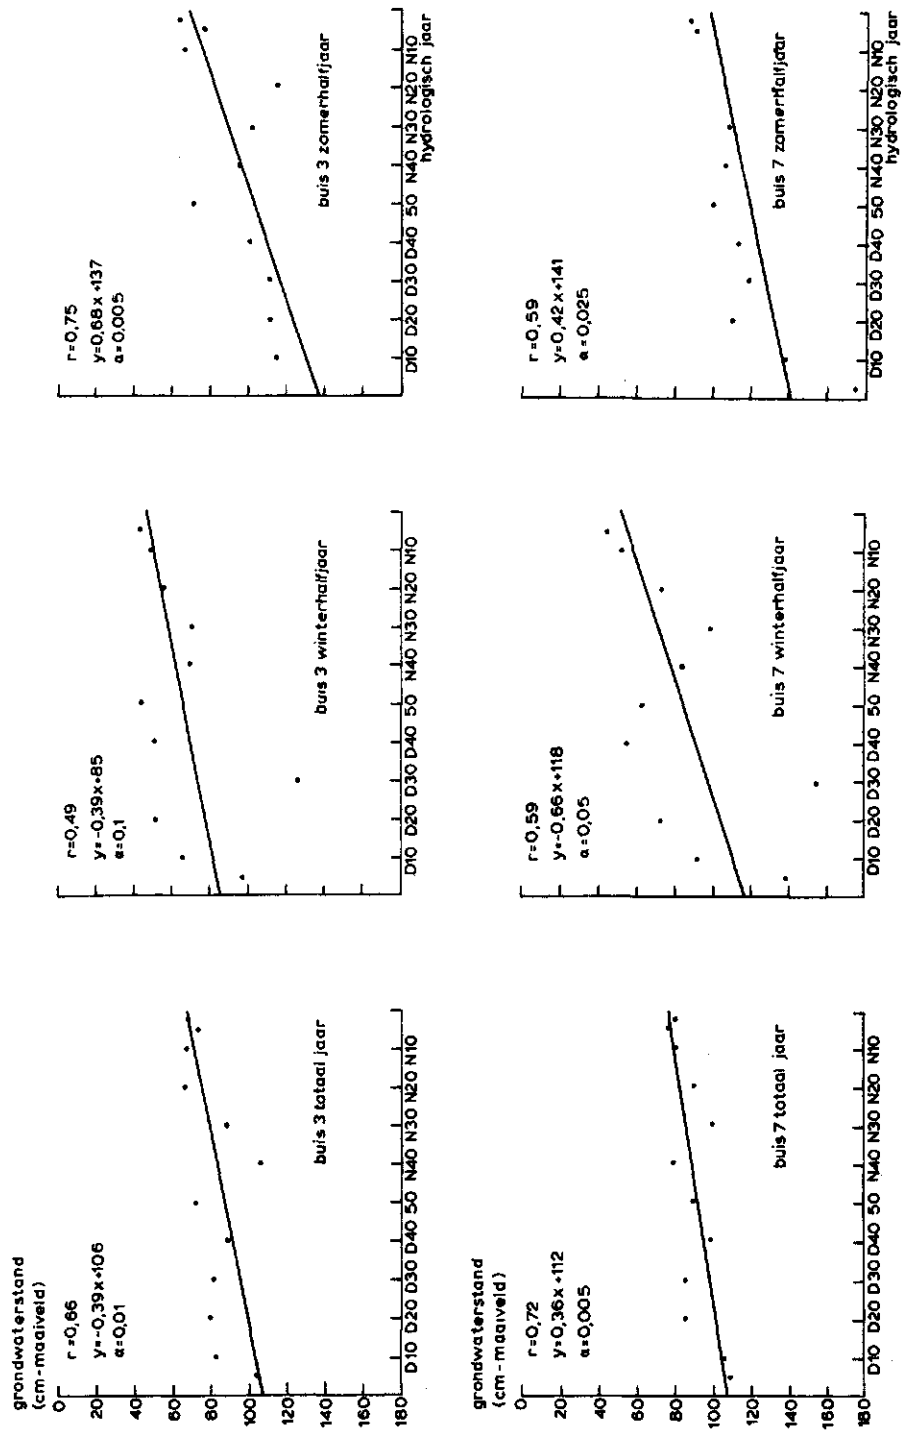 grondwaterstand
(cm-maaiveld)
0
20
40
60
80
100
120
140
160
180
r=0,66
y=-0,39x+106
α=0,01
buis 3 totaal jaar
D10 D20 D30 D40 50 N40 N30 N20 N10
r=0,49
y=-0,39x+85
α=0,1
buis 3 winterhalfjaar
D10 D20 D30 D40 50 N40 N30 N20 N10
r=0,75
y=0,68x+137
α=0,005
buis 3 zomerhalfjaar
D10 D20 D30 D40 50 N40 N30 N20 N10
hydrologisch jaar
grondwaterstand
(cm-maaiveld)
0
20
40
60
80
100
120
140
160
180
r=0,72
y=0,36x+112
α=0,005
buis 7 totaal jaar
D10 D20 D30 D40 50 N40 N30 N20 N10
r=0,59
y=-0,66x+118
α=0,05
buis 7 winterhalfjaar
D10 D20 D30 D40 50 N40 N30 N20 N10
r=0,59
y=0,42x+141
α=0,025
buis 7 zomerhalfjaar
D10 D20 D30 D40 50 N40 N30 N20 N10
hydrologisch jaar